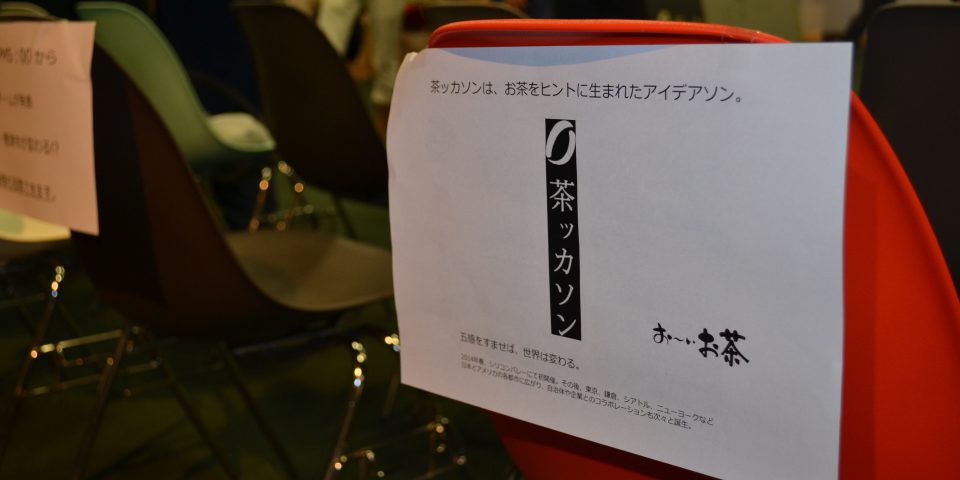 :00 から
茶ッカソンは、お茶をヒントに生まれたアイデアソン。
茶ッカソン
お〜いお茶
五感をすませば、世界は変わる。
2014年春、シリコンバレーにて初開催。その後、東京、鎌倉、シアトル、ニューヨークなど
日本とアメリカの各都市に広がり、自治体や企業とのコラボレーションも次々と誕生。